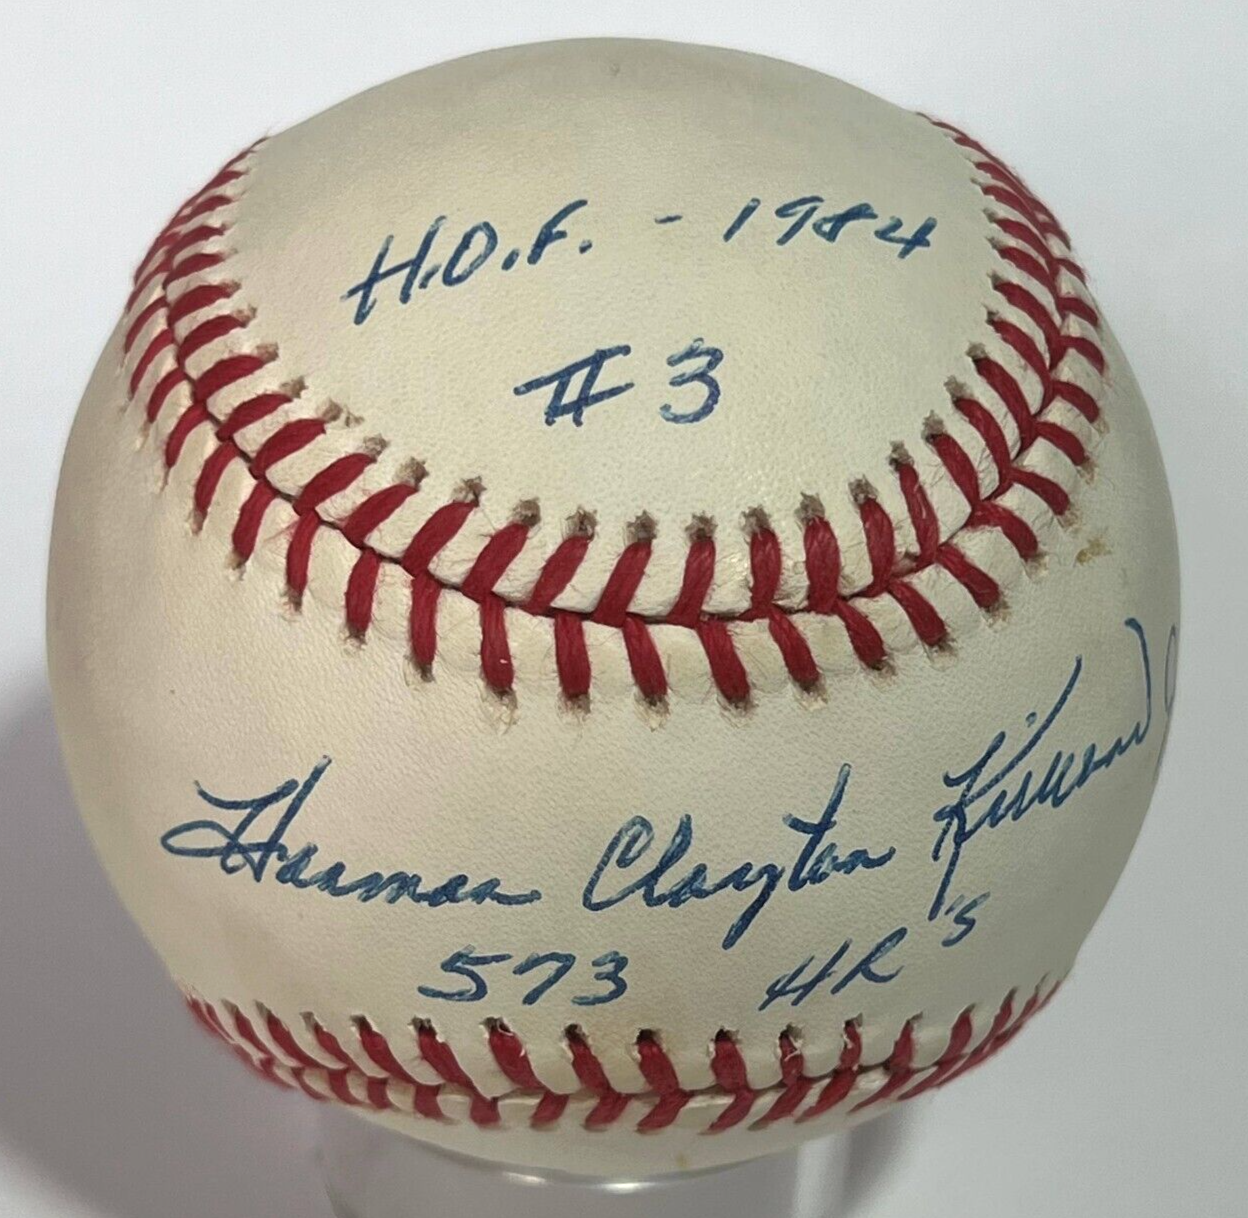 H.O.F. - 1984
#3
Harmon Clayton Killebrew
573 HR'S